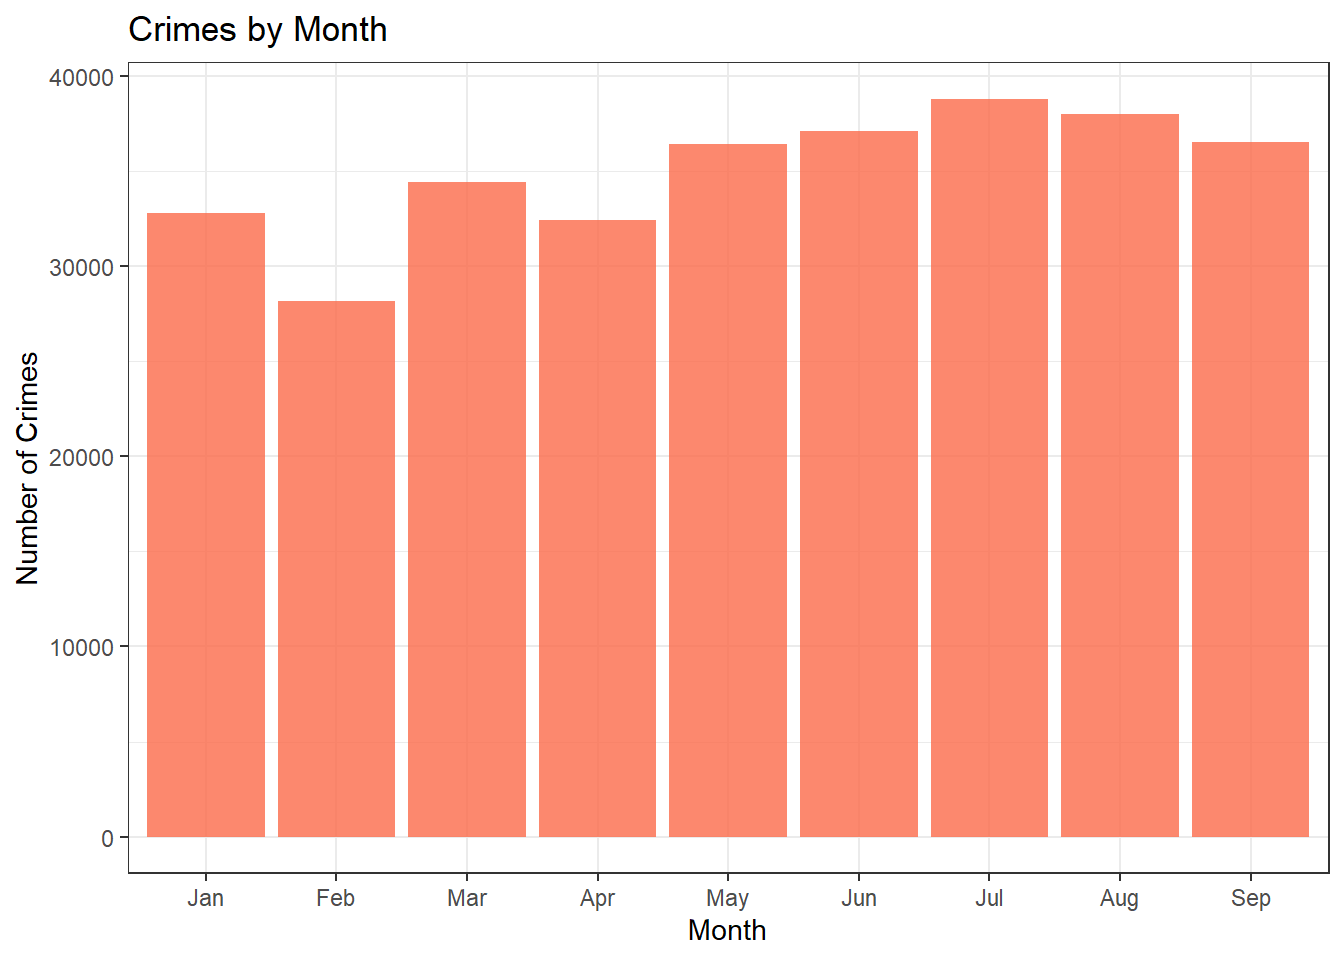 Crimes by Month
40000
30000
20000
10000
0
Number of Crimes
Jan Feb Mar Apr May Jun Jul Aug Sep
Month